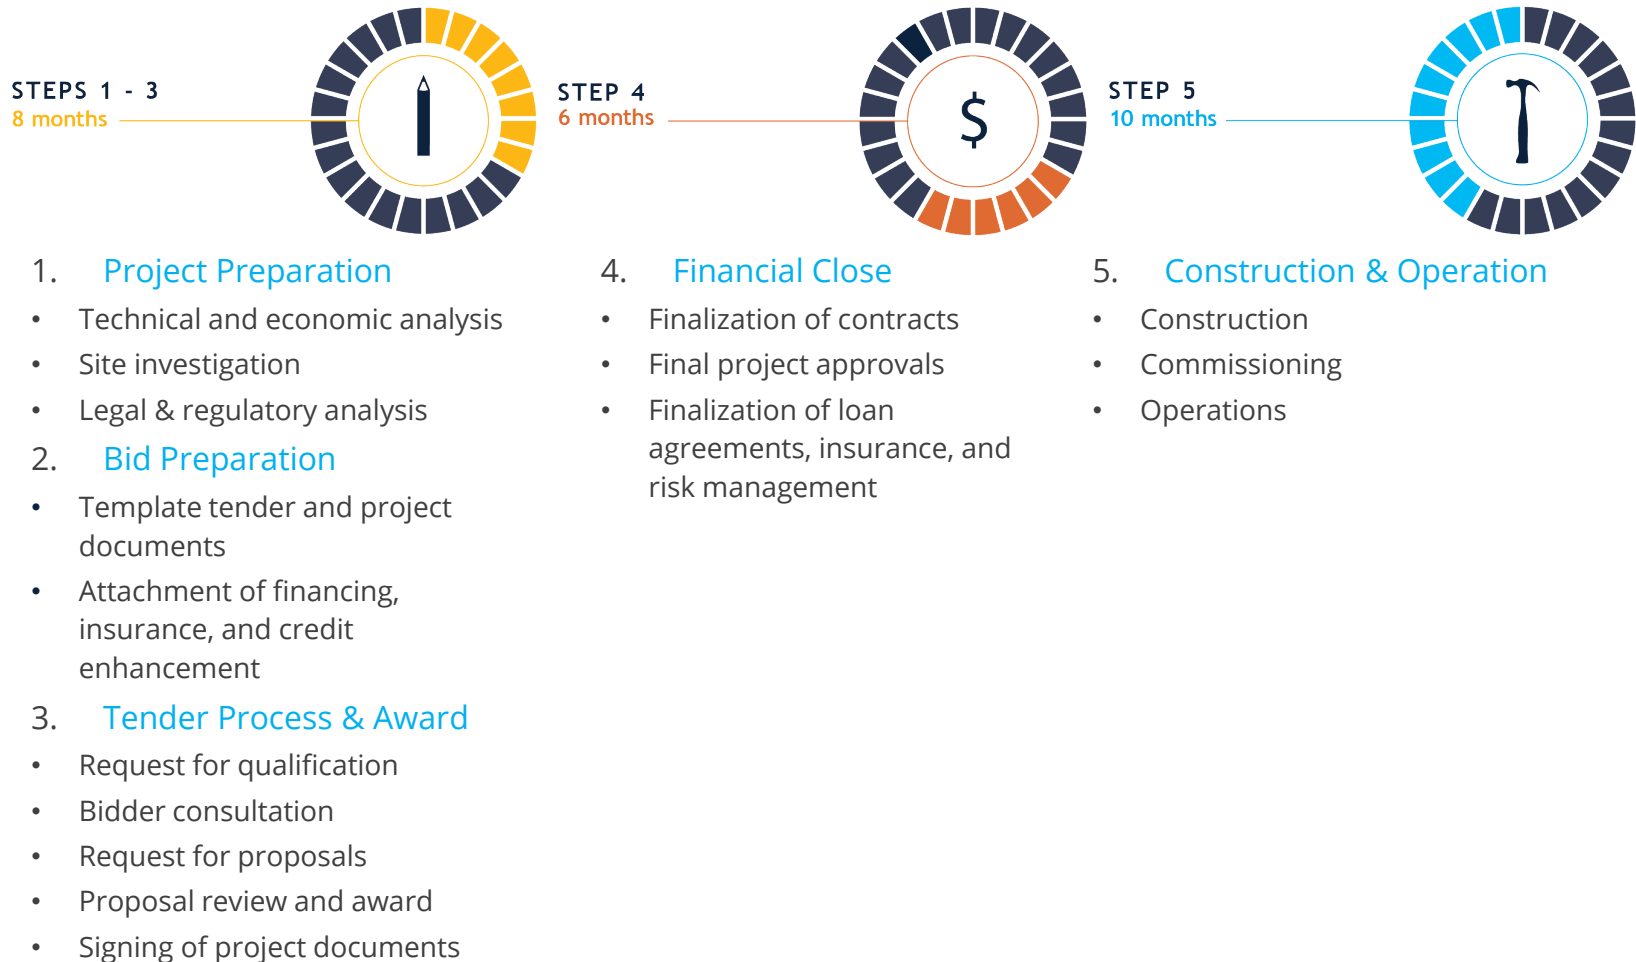 STEPS 1 - 3
8 months
STEP 4
6 months
$
STEP 5
10 months
1. Project Preparation
• Technical and economic analysis
• Site investigation
• Legal & regulatory analysis
2. Bid Preparation
• Template tender and project
documents
• Attachment of financing,
insurance, and credit
enhancement
3. Tender Process & Award
• Request for qualification
• Bidder consultation
• Request for proposals
• Proposal review and award
• Signing of project documents
4. Financial Close
• Finalization of contracts
• Final project approvals
• Finalization of loan
agreements, insurance, and
risk management
5. Construction & Operation
• Construction
• Commissioning
• Operations